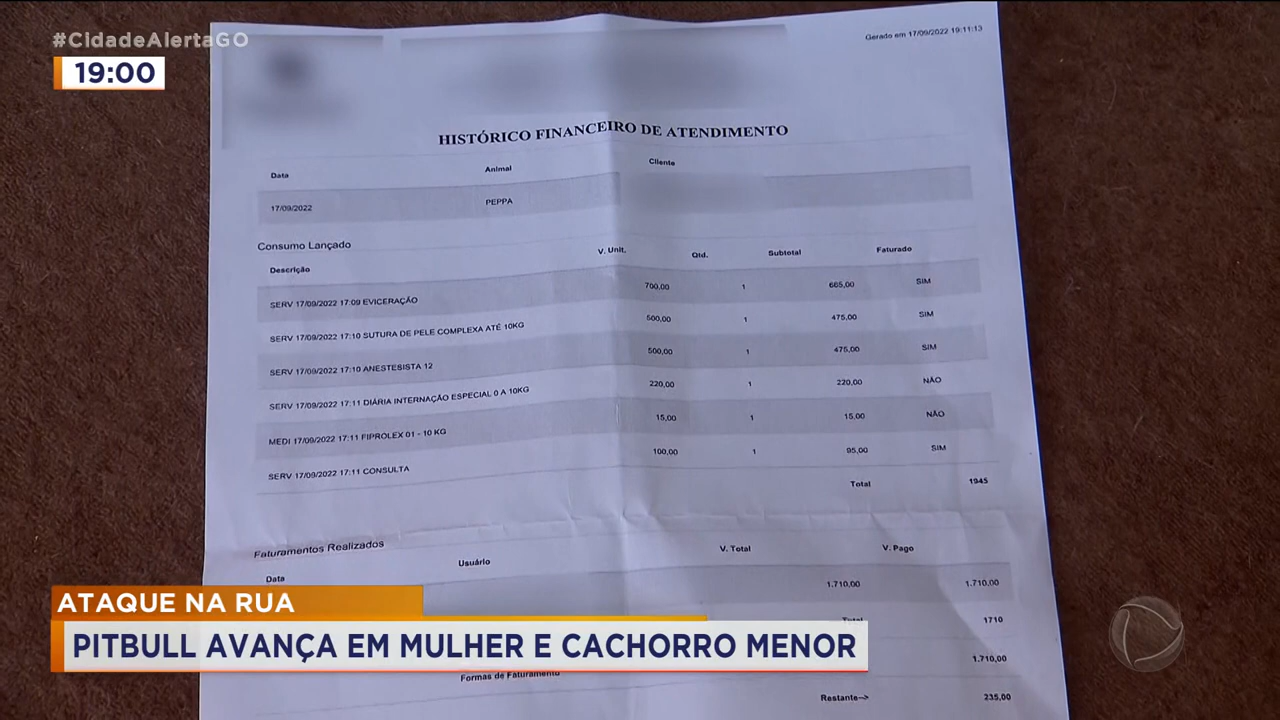 #CidadeAlertaGO
19:00
Gerado em 17/09/2022 19:11:13
HISTÓRICO FINANCEIRO DE ATENDIMENTO
Data Animal Cliente
17/09/2022 PEPPA
Consumo Lançado
Descrição V. Unit. Qtd. Subtotal Faturado
SERV 17/09/2022 17:09 EVICERAÇÃO 700,00 1 665,00 SIM
SERV 17/09/2022 17:10 SUTURA DE PELE COMPLEXA ATÉ 10KG 500,00 1 475,00 SIM
SERV 17/09/2022 17:10 ANESTESISTA 12 500,00 1 475,00 SIM
SERV 17/09/2022 17:11 DIÁRIA INTERNAÇÃO ESPECIAL 0 A 10KG 220,00 1 220,00 NÃO
MEDI 17/09/2022 17:11 FIPROLEX 01 - 10 KG 15,00 1 15,00 NÃO
SERV 17/09/2022 17:11 CONSULTA 100,00 1 95,00 SIM
Total 1945
Faturamentos Realizados
Data Usuário V. Total V. Pago
1.710,00 1.710,00
Total 1710
1.710,00
Formas de Faturamento
Restante--> 235,00
ATAQUE NA RUA
PITBULL AVANÇA EM MULHER E CACHORRO MENOR